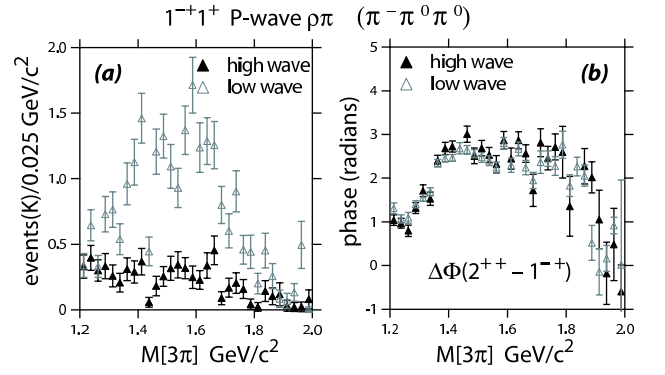 1⁻⁺1⁺ P-wave ρπ (π⁻π⁰π⁰)
2.0
1.5
1.0
0.5
0
events(K)/0.025 GeV/c²
(a)
high wave
low wave
1.2 1.4 1.6 1.8 2.0
M[3π] GeV/c²
5
4
3
2
1
0
-1
phase (radians)
high wave
low wave
(b)
ΔΦ(2⁺⁺ – 1⁻⁺)
1.2 1.4 1.6 1.8 2.0
M[3π] GeV/c²